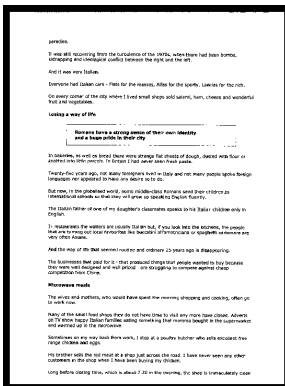 paradise.
It was still recovering from the turbulence of the 1970s, when there had been bombs,
kidnapping and ideological conflict between the right and the left.
And it was very Italian.
Everyone had Italian cars - Fiats for the masses, Alfas for the sporty, Lancias for the rich.
On every corner of the city where I lived small shops sold salami, ham, cheese and wonderful
fruit and vegetables.
Losing a way of life
Romans have a strong sense of their own identity
and a huge pride in their city
In bakeries, as well as bread there were strange flat sheets of dough, dusted with flour or
into little parcels. In Britain I had never seen fresh pasta.
Twenty-five years ago, not many foreigners lived in Italy and not many people spoke foreign
languages nor appeared to have any desire to do so.
But now, in the globalised world, some middle-class Romans send their children to
international schools so that they will grow up speaking English fluently.
The Italian father of one of my daughter's classmates speaks to his Italian children only in
English.
In restaurants the waiters are usually Italian but, if you look into the kitchens, the people
that are turning out local favourites like bucatini all'amatriciana or spaghetti carbonara are
very often Asians.
And the way of life that seemed routine and ordinary 25 years ago is disappearing.
The businesses that paid for it - that produced things that people wanted to buy because
they were well designed and well priced - are struggling to compete against cheap
competition from China.
Microwave meals
The wives and mothers, who would have spent the morning shopping and cooking, often go
to work now.
Many of the small food shops they do not have time to visit any more have closed. Adverts
on TV show happy Italian families eating something that mamma bought in the supermarket
and warmed up in the microwave.
Sometimes on my way back from work, I stop at a poultry butcher who sells excellent free
range chicken and eggs.
His brother sells the red meat at a shop just across the road. I have never seen any other
customers in the shop when I have been buying my chicken.
Long before closing time, which is about 7.30 in the evening, the shop is immaculately clean